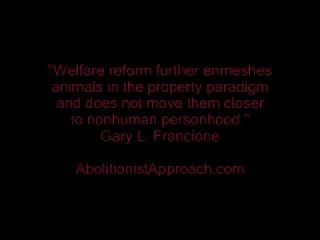 "Welfare reform further enmeshes
animals in the property paradigm
and does not move them closer
to nonhuman personhood."
Gary L. Francione
AbolitionistApproach.com